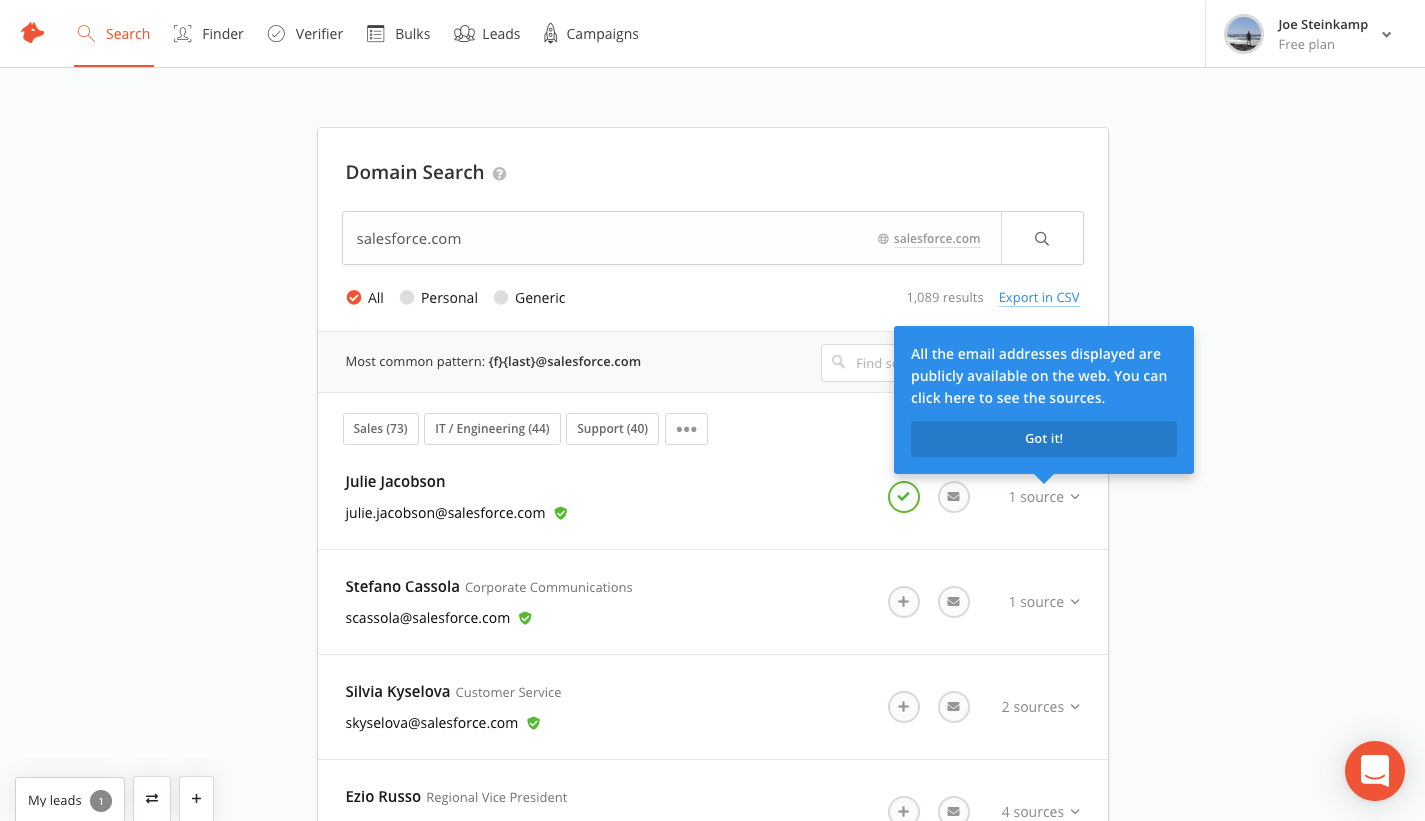 Search
Finder
Verifier
Bulks
Leads
Campaigns
Joe Steinkamp
Free plan
Domain Search ?
salesforce.com
salesforce.com
All
Personal
Generic
1,089 results
Export in CSV
Most common pattern: {f}{last}@salesforce.com
Find
All the email addresses displayed are
publicly available on the web. You can
click here to see the sources.
Got it!
Sales (73)
IT / Engineering (44)
Support (40)
Julie Jacobson
julie.jacobson@salesforce.com
1 source
Stefano Cassola Corporate Communications
scassola@salesforce.com
1 source
Silvia Kyselova Customer Service
skyselova@salesforce.com
2 sources
Ezio Russo Regional Vice President
4 sources
My leads 1